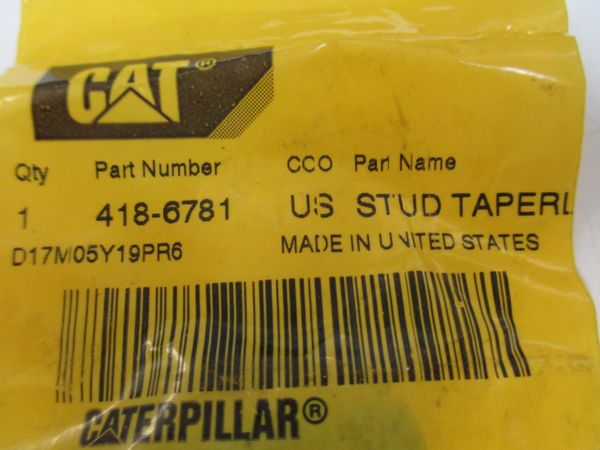 CAT®
Qty Part Number CCO Part Name
1 418-6781 US STUD TAPERL
D17M05Y19PR6 MADE IN UNITED STATES
CATERPILLAR®